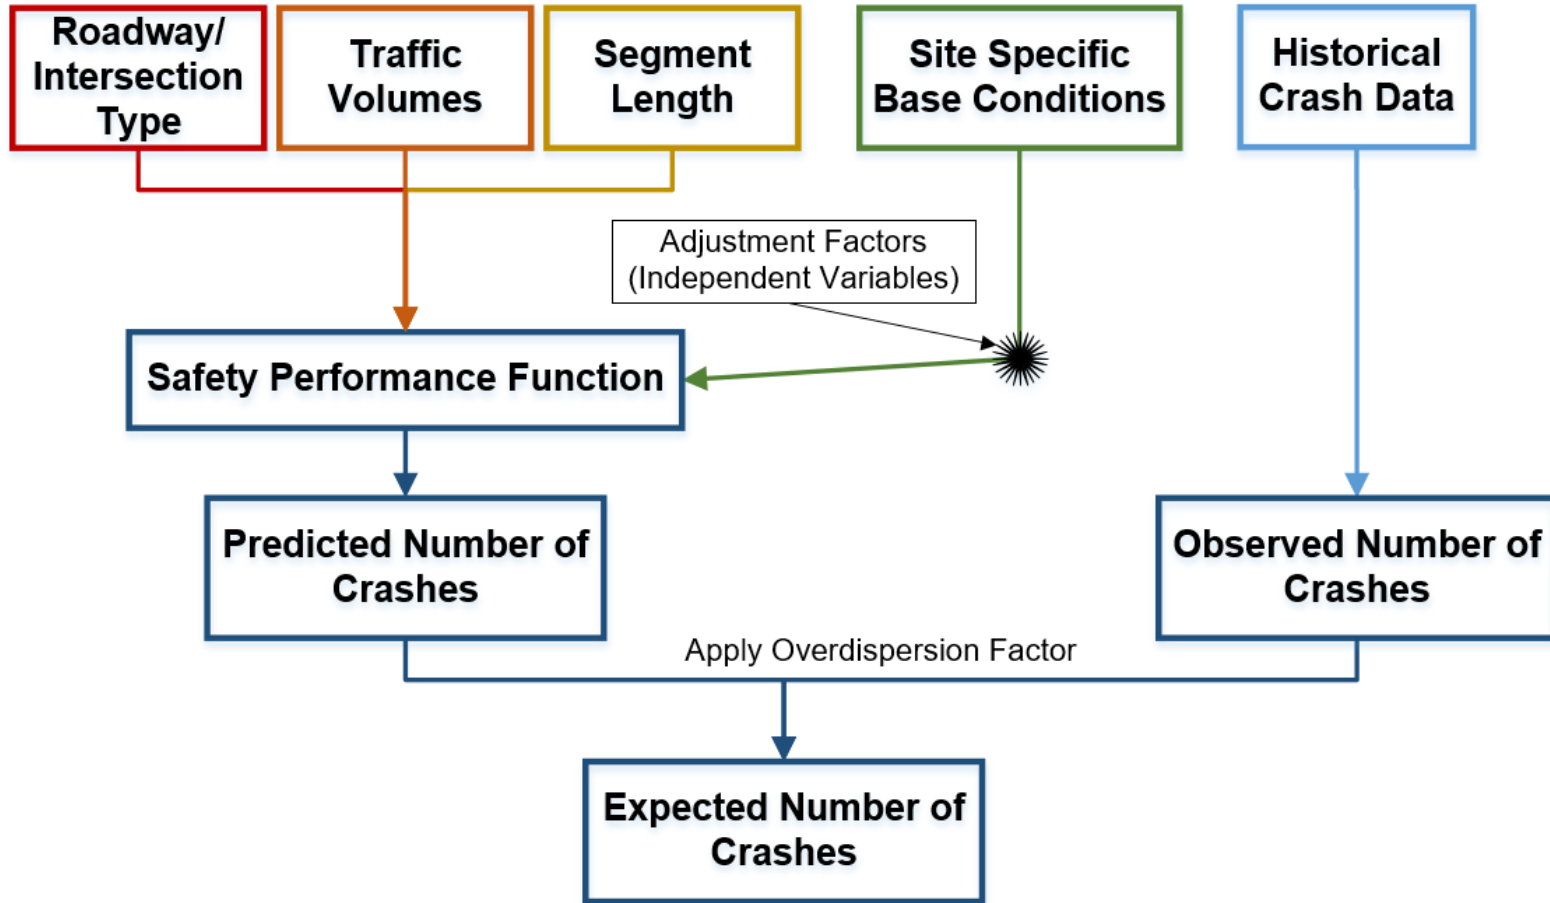 Roadway/
Intersection
Type
Traffic
Volumes
Segment
Length
Site Specific
Base Conditions
Historical
Crash Data
Adjustment Factors
(Independent Variables)
Safety Performance Function
Predicted Number of
Crashes
Observed Number of
Crashes
Apply Overdispersion Factor
Expected Number of
Crashes